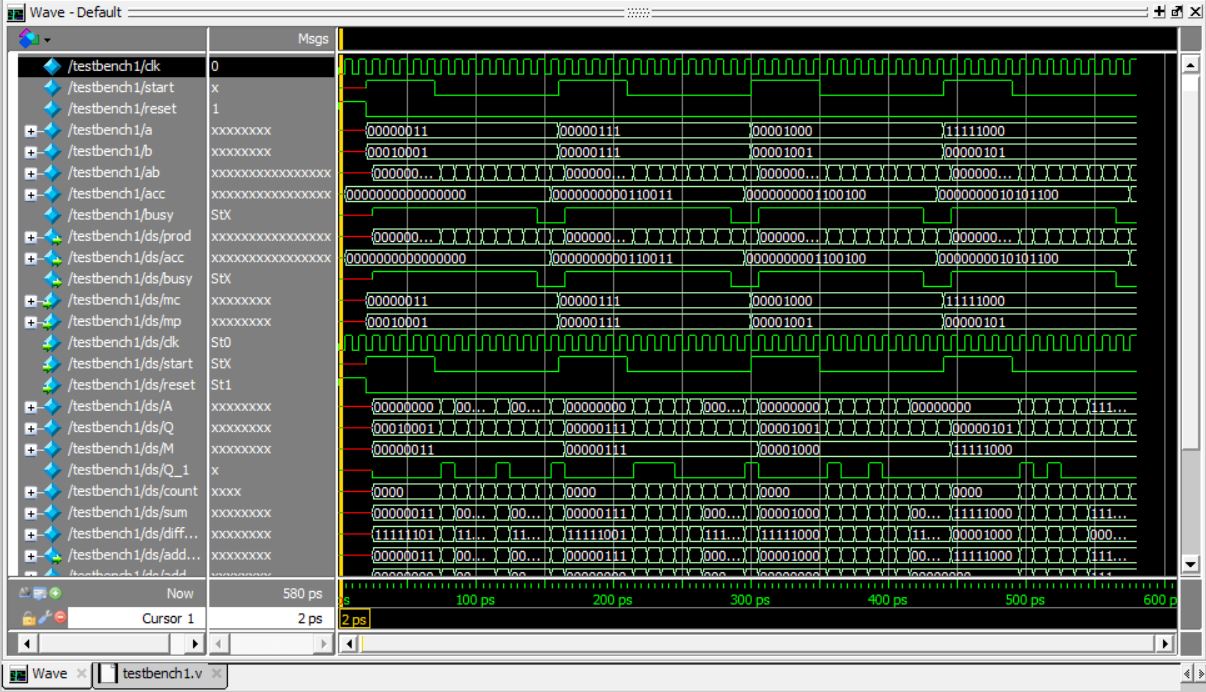 Wave - Default
Msgs
/testbench1/clk 0
/testbench1/start x
/testbench1/reset 1
/testbench1/a xxxxxxxx 00000011 00000111 00001000 11111000
/testbench1/b xxxxxxxx 00010001 00000111 00001001 00000101
/testbench1/ab xxxxxxxxxxxxxxxx 000000... 000000... 000000... 000000...
/testbench1/acc xxxxxxxxxxxxxxxx 0000000000000000 0000000000110011 0000000001100100 0000000010101100
/testbench1/busy StX
/testbench1/ds/prod xxxxxxxxxxxxxxxx 000000... 000000... 000000... 000000...
/testbench1/ds/acc xxxxxxxxxxxxxxxx 0000000000000000 0000000000110011 0000000001100100 0000000010101100
/testbench1/ds/busy StX
/testbench1/ds/mc xxxxxxxx 00000011 00000111 00001000 11111000
/testbench1/ds/mp xxxxxxxx 00010001 00000111 00001001 00000101
/testbench1/ds/clk St0
/testbench1/ds/start StX
/testbench1/ds/reset St1
/testbench1/ds/A xxxxxxxx 00000000 00... 00... 00000000 000... 00000000 00000000 111...
/testbench1/ds/Q xxxxxxxx 00010001 00000111 00001001 00000101
/testbench1/ds/M xxxxxxxx 00000011 00000111 00001000 11111000
/testbench1/ds/Q_1 x
/testbench1/ds/count xxxx 0000 0000 0000 0000
/testbench1/ds/sum xxxxxxxx 00000011 00... 00... 00000111 000... 00001000 00... 11111000 111...
/testbench1/ds/diff... xxxxxxxx 11111101 11... 11... 11111001 111... 11111000 11... 00001000 000...
/testbench1/ds/add... xxxxxxxx 00000011 00... 00... 00000111 000... 00001000 00... 11111000 111...
Now 580 ps
s 100 ps 200 ps 300 ps 400 ps 500 ps 600 p
Cursor 1 2 ps 2 ps
Wave testbench1.v